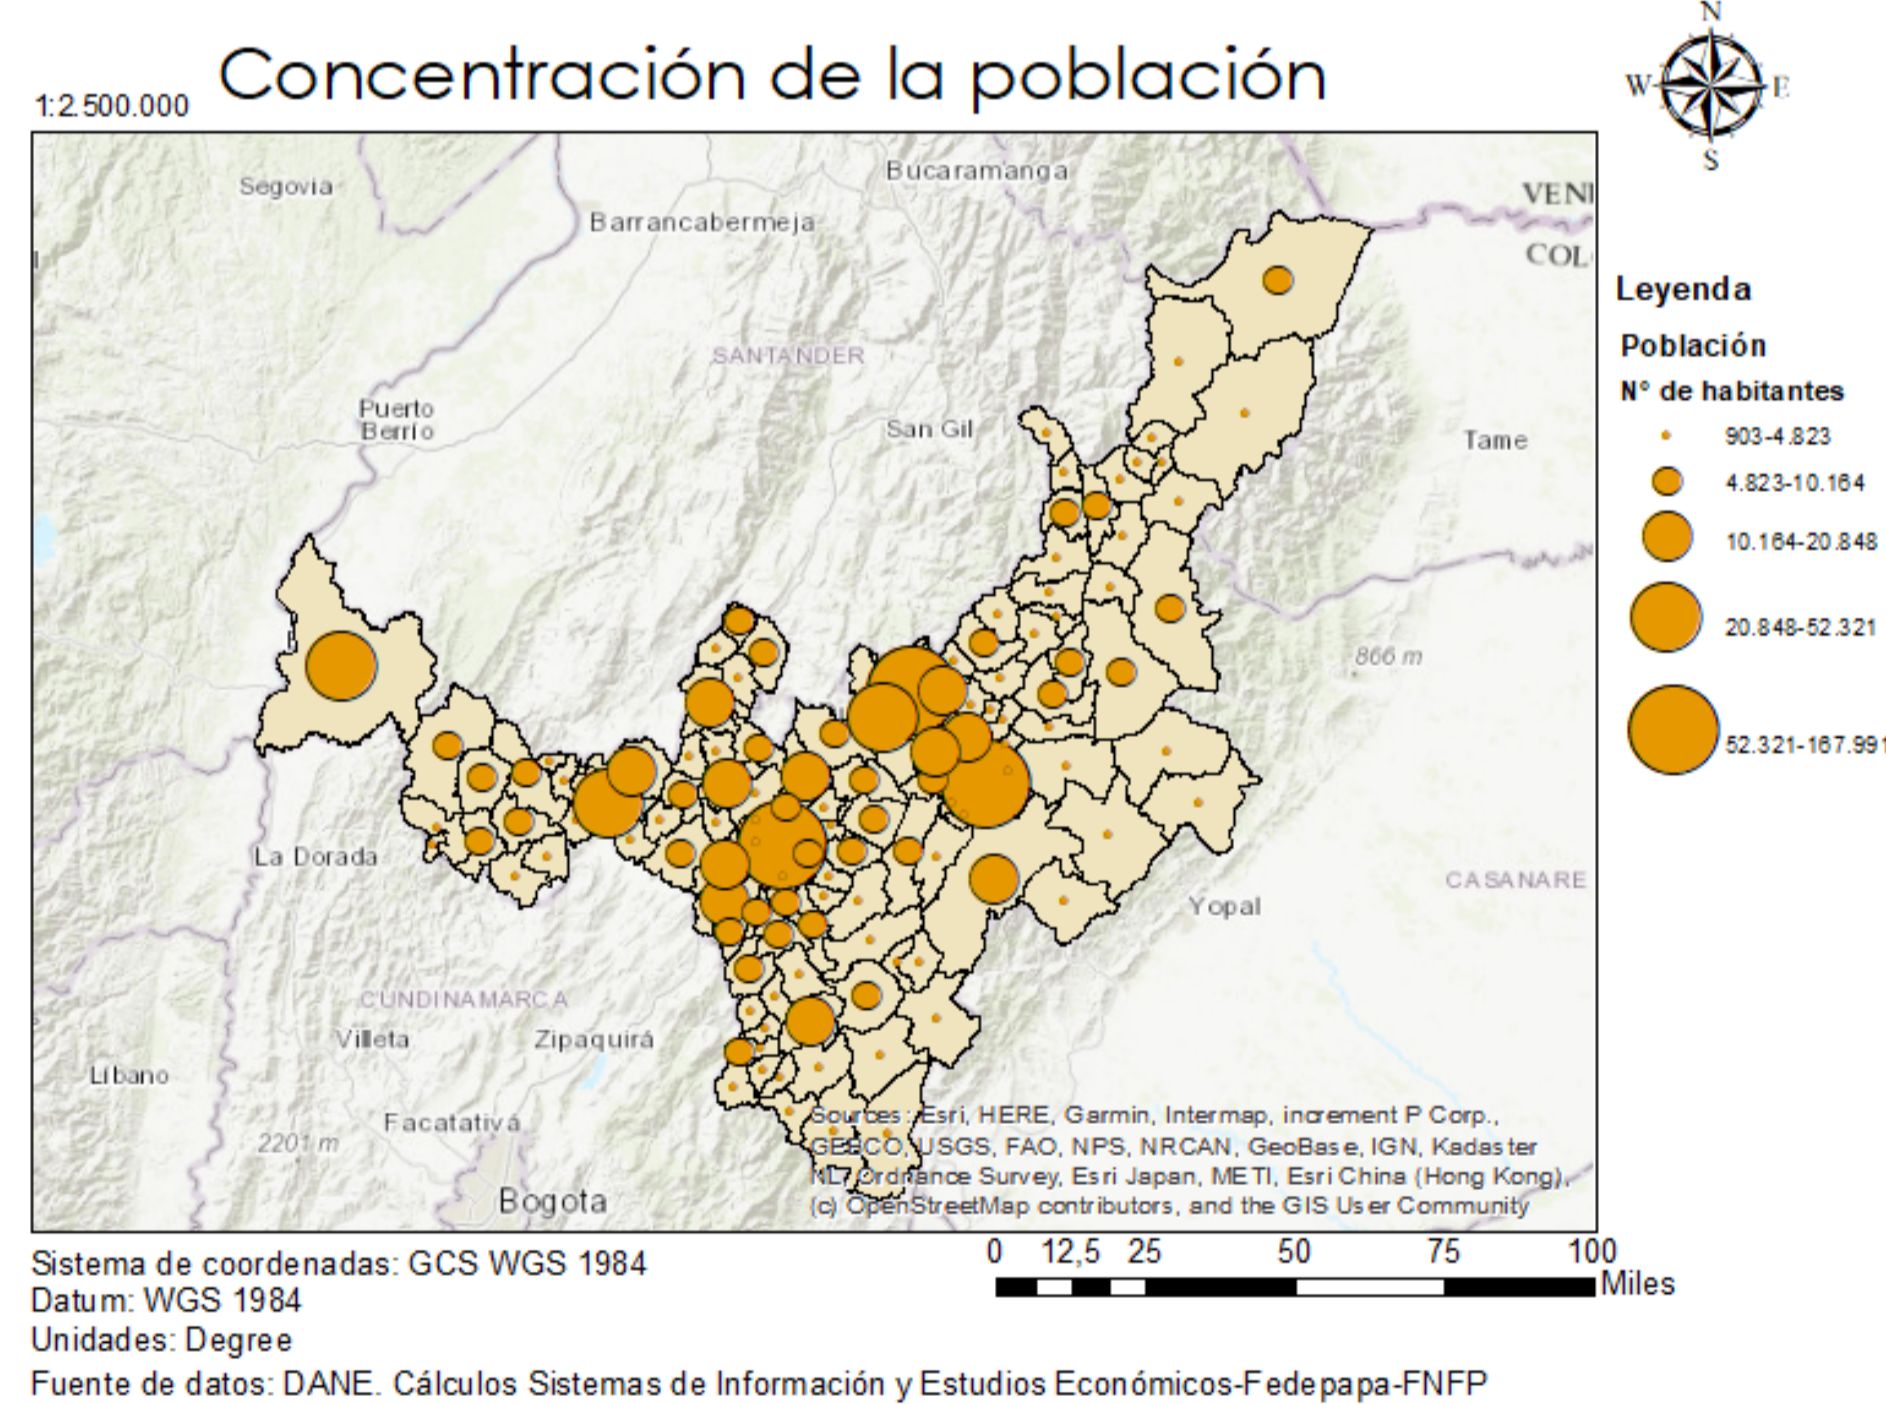 N
Concentración de la población
1:2.500.000
W
E
S
Bucaramanga
Segovia
VENI
Barrancabermeja
COL
Leyenda
Población
SANTANDER
N° de habitantes
Puerto
Berrío
San Gil
Tame
903-4.823
4.823-10.164
10.164-20.848
20.848-52.321
866 m
52.321-167.991
La Dorada
CASANARE
Yopal
CUNDINAMARCA
Villeta
Zipaquirá
Líbano
Facatativá
2201 m
Bogota
Sources: Esri, HERE, Garmin, Intermap, increment P Corp.,
GEBCO, USGS, FAO, NPS, NRCAN, GeoBase, IGN, Kadaster
NL, Ordnance Survey, Esri Japan, METI, Esri China (Hong Kong),
(c) OpenStreetMap contributors, and the GIS User Community
0 12,5 25 50 75 100
Miles
Sistema de coordenadas: GCS WGS 1984
Datum: WGS 1984
Unidades: Degree
Fuente de datos: DANE. Cálculos Sistemas de Información y Estudios Económicos-Fedepapa-FNFP